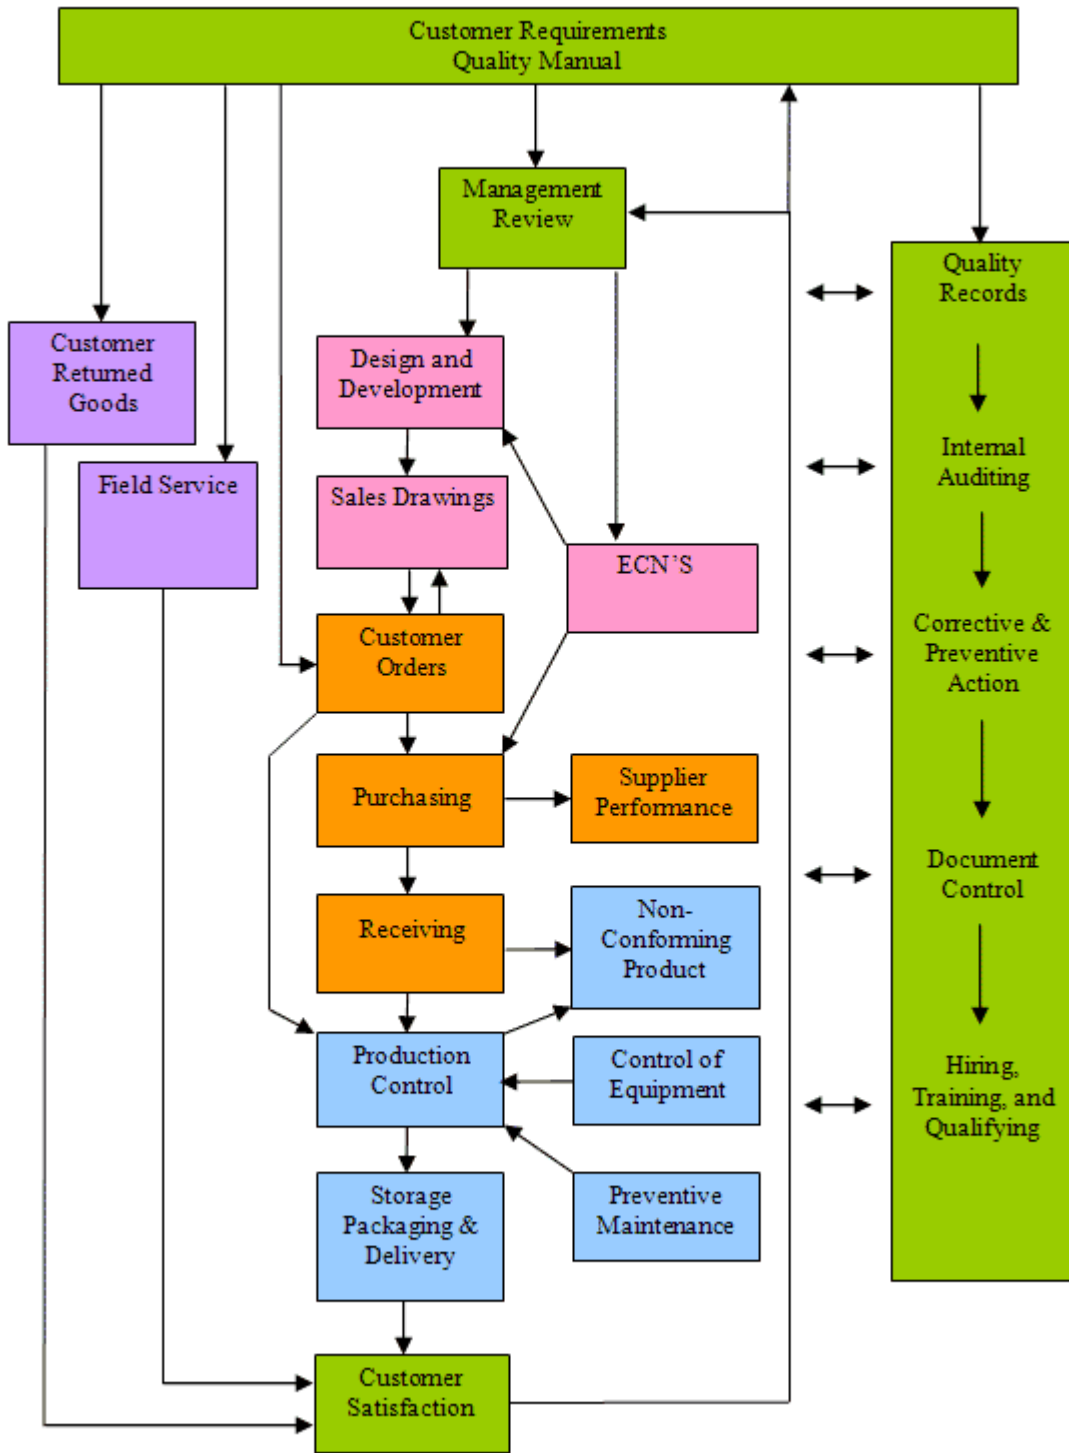 Customer Requirements
Quality Manual
Management
Review
Quality
Records
Customer
Returned
Goods
Design and
Development
Internal
Auditing
Field Service
Sales Drawings
ECN’S
Customer
Orders
Corrective &
Preventive
Action
Purchasing
Supplier
Performance
Document
Control
Receiving
Non-
Conforming
Product
Production
Control
Control of
Equipment
Hiring,
Training, and
Qualifying
Storage
Packaging &
Delivery
Preventive
Maintenance
Customer
Satisfaction